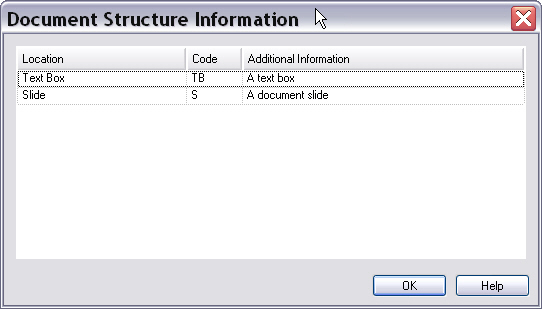 Document Structure Information
Location Code Additional Information
Text Box TB A text box
Slide S A document slide
OK Help